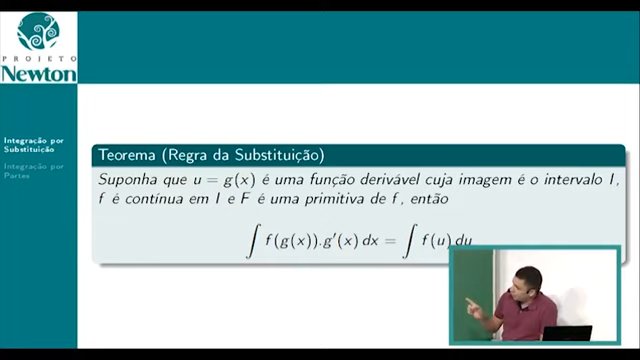 PROJETO
Newton
Integração por
Substituição
Integração por
Partes
Teorema (Regra da Substituição)
Suponha que u = g(x) é uma função derivável cuja imagem é o intervalo I,
f é contínua em I e F é uma primitiva de f, então
∫ f(g(x)).g′(x) dx = ∫ f(u) du